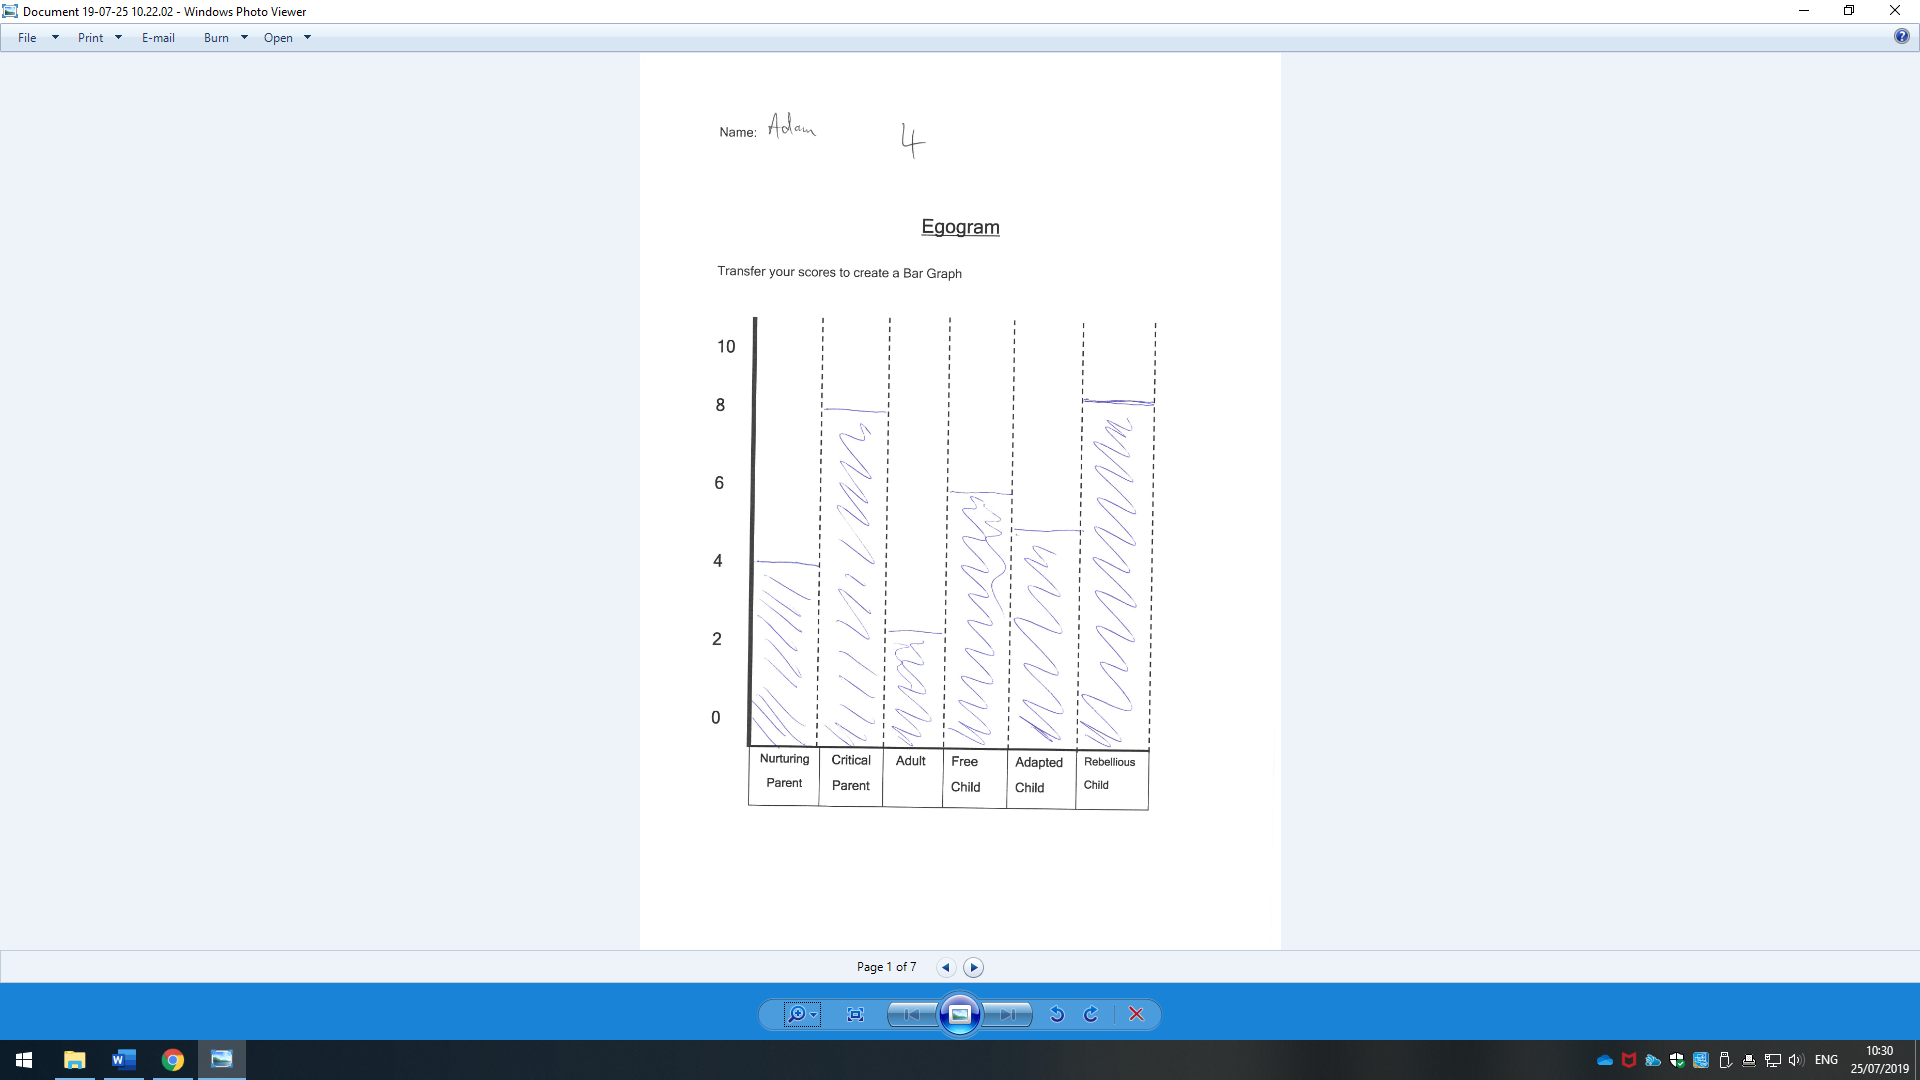 Document 19-07-25 10.22.02 - Windows Photo Viewer
File Print E-mail Burn Open
Name: Adam 4
Egogram
Transfer your scores to create a Bar Graph
10
8
6
4
2
0
Nurturing Parent
Critical Parent
Adult
Free Child
Adapted Child
Rebellious Child
Page 1 of 7
ENG
10:30
25/07/2019